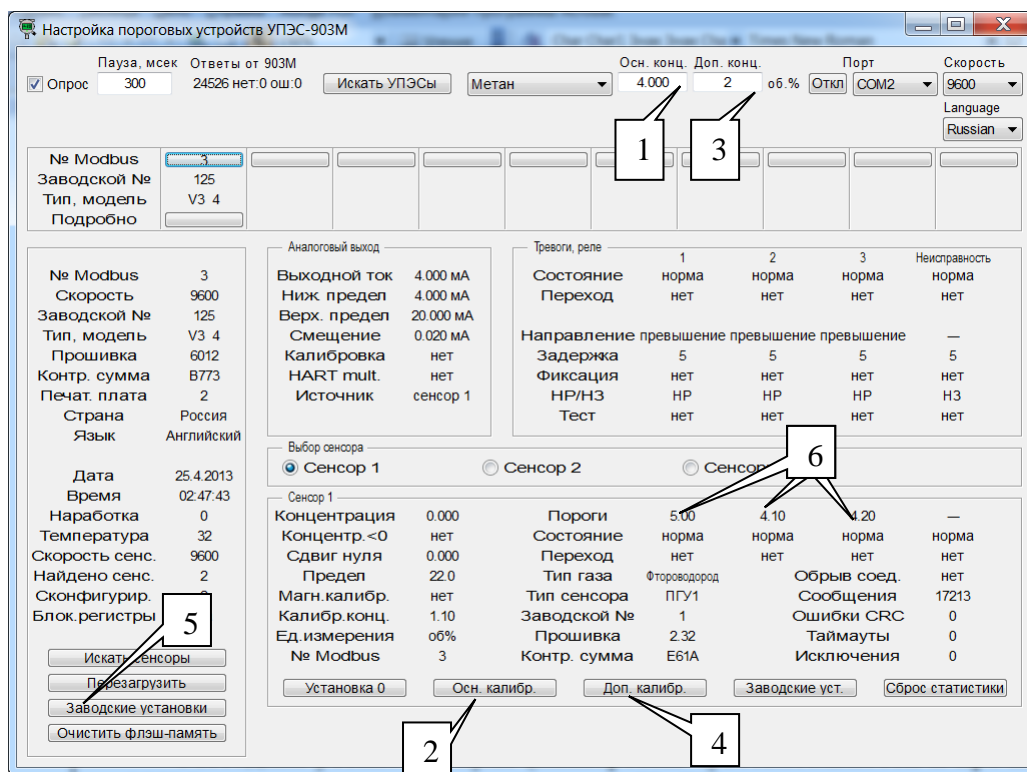 Настройка пороговых устройств УПЭС-903М
Пауза, мсек Ответы от 903М Осн. конц. Доп. конц. Порт Скорость
Опрос 300 24526 нет:0 ош:0 Искать УПЭСы Метан 4.000 2 об.% Откл COM2 9600
Language
Russian
1 3
№ Modbus 3
Заводской № 125
Тип, модель V3 4
Подробно
№ Modbus 3
Скорость 9600
Заводской № 125
Тип, модель V3 4
Прошивка 6012
Контр. сумма B773
Печат. плата 2
Страна Россия
Язык Английский
Дата 25.4.2013
Время 02:47:43
Наработка 0
Температура 32
Скорость сенс. 9600
Найдено сенс. 2
Сконфигурир.
Блок.регистры
5
Искать сенсоры
Перезагрузить
Заводские установки
Очистить флэш-память
Аналоговый выход
Выходной ток 4.000 мА
Ниж предел 4.000 мА
Верх. предел 20.000 мА
Смещение 0.020 мА
Калибровка нет
HART mult. нет
Источник сенсор 1
Тревоги, реле
1 2 3 Неисправность
Состояние норма норма норма норма
Переход нет нет нет нет
Направление превышение превышение превышение —
Задержка 5 5 5 5
Фиксация нет нет нет нет
НР/НЗ НР НР НР НЗ
Тест нет нет нет нет
Выбор сенсора
Сенсор 1 Сенсор 2 Сенсор
6
Сенсор 1
Концентрация 0.000 Пороги 5.00 4.10 4.20 —
Концентр.<0 нет Состояние норма норма норма норма
Сдвиг нуля 0.000 Переход нет нет нет нет
Предел 22.0 Тип газа Фтороводород Обрыв соед. нет
Магн.калибр. нет Тип сенсора ПГУ1 Сообщения 17213
Калибр.конц. 1.10 Заводской № 1 Ошибки CRC 0
Ед.измерения об% Прошивка 2.32 Таймауты 0
№ Modbus 3 Контр. сумма E61A Исключения 0
Установка 0 Осн. калибр. Доп. калибр. Заводские уст. Сброс статистики
2 4